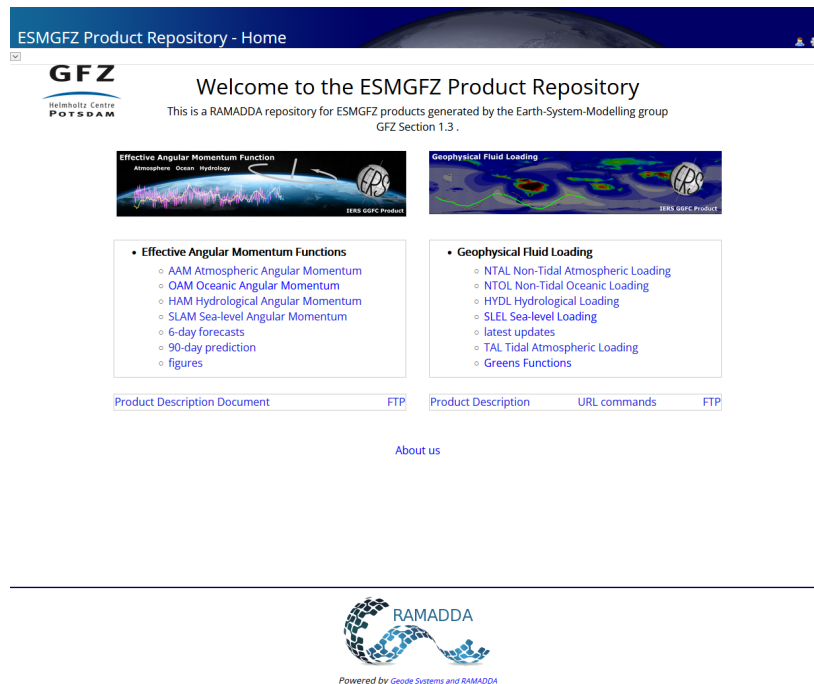 ESMGFZ Product Repository - Home
GFZ
Helmholtz Centre
POTSDAM
Welcome to the ESMGFZ Product Repository
This is a RAMADDA repository for ESMGFZ products generated by the Earth-System-Modelling group
GFZ Section 1.3 .
Effective Angular Momentum Function
Atmosphere Ocean Hydrology
ERS
IERS GGFC Product
Geophysical Fluid Loading
ERS
IERS GGFC Product
• Effective Angular Momentum Functions
◦ AAM Atmospheric Angular Momentum
◦ OAM Oceanic Angular Momentum
◦ HAM Hydrological Angular Momentum
◦ SLAM Sea-level Angular Momentum
◦ 6-day forecasts
◦ 90-day prediction
◦ figures
• Geophysical Fluid Loading
◦ NTAL Non-Tidal Atmospheric Loading
◦ NTOL Non-Tidal Oceanic Loading
◦ HYDL Hydrological Loading
◦ SLEL Sea-level Loading
◦ latest updates
◦ TAL Tidal Atmospheric Loading
◦ Greens Functions
Product Description Document FTP
Product Description URL commands FTP
About us
RAMADDA
Powered by Geode Systems and RAMADDA